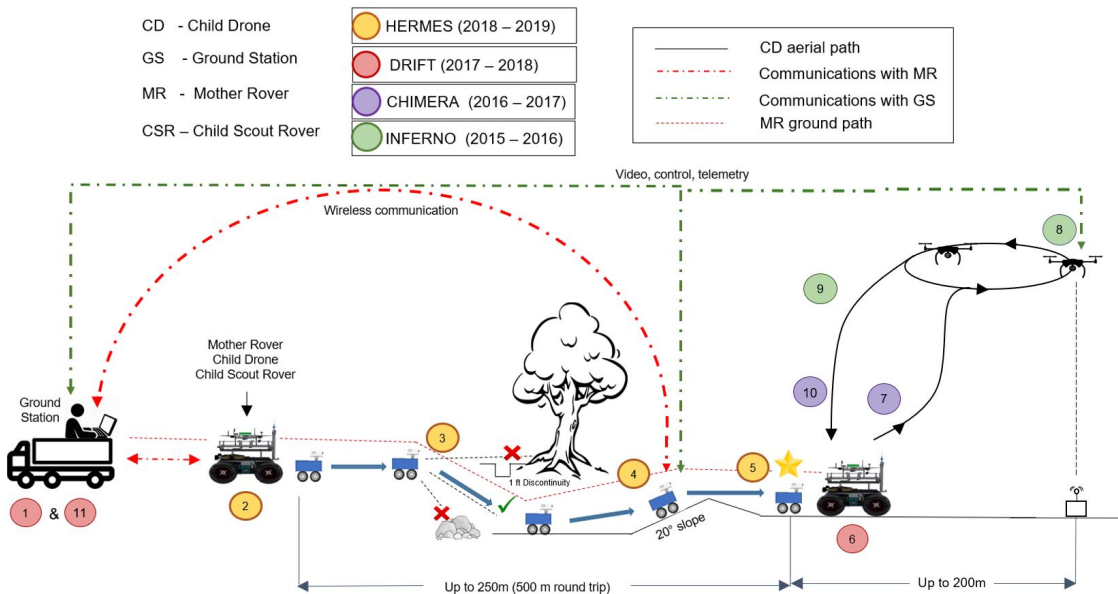 CD - Child Drone
GS - Ground Station
MR - Mother Rover
CSR – Child Scout Rover
HERMES (2018 – 2019)
DRIFT (2017 – 2018)
CHIMERA (2016 – 2017)
INFERNO (2015 – 2016)
CD aerial path
Communications with MR
Communications with GS
MR ground path
Video, control, telemetry
Wireless communication
8
9
Mother Rover
Child Drone
Child Scout Rover
Ground
Station
10
7
3
4
5
1 ft Discontinuity
1 & 11
2
20° slope
6
Up to 250m (500 m round trip)
Up to 200m